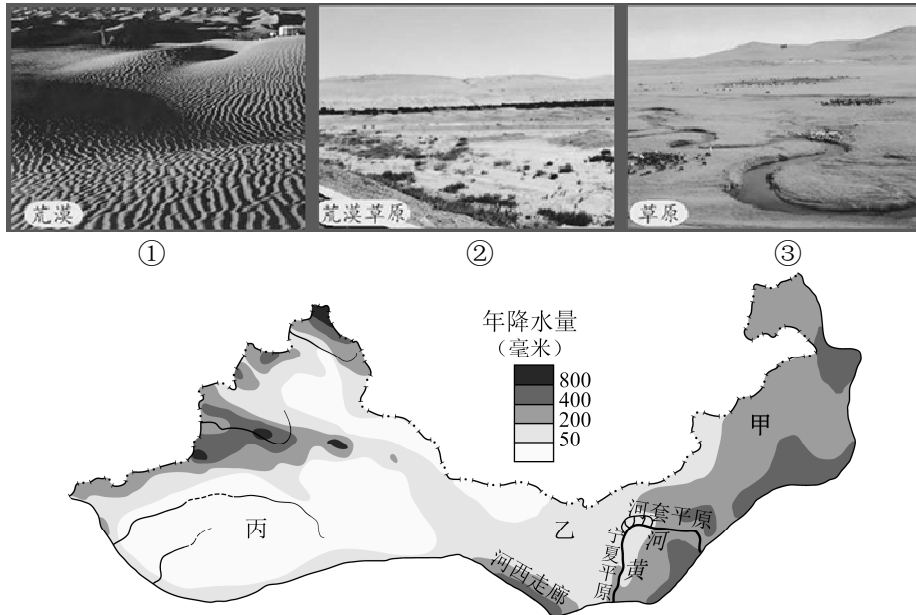 荒漠
荒漠草原
草原
①
②
③
年降水量
（毫米）
800
400
200
50
甲
乙
丙
河套平原
宁夏平原
黄河
河西走廊